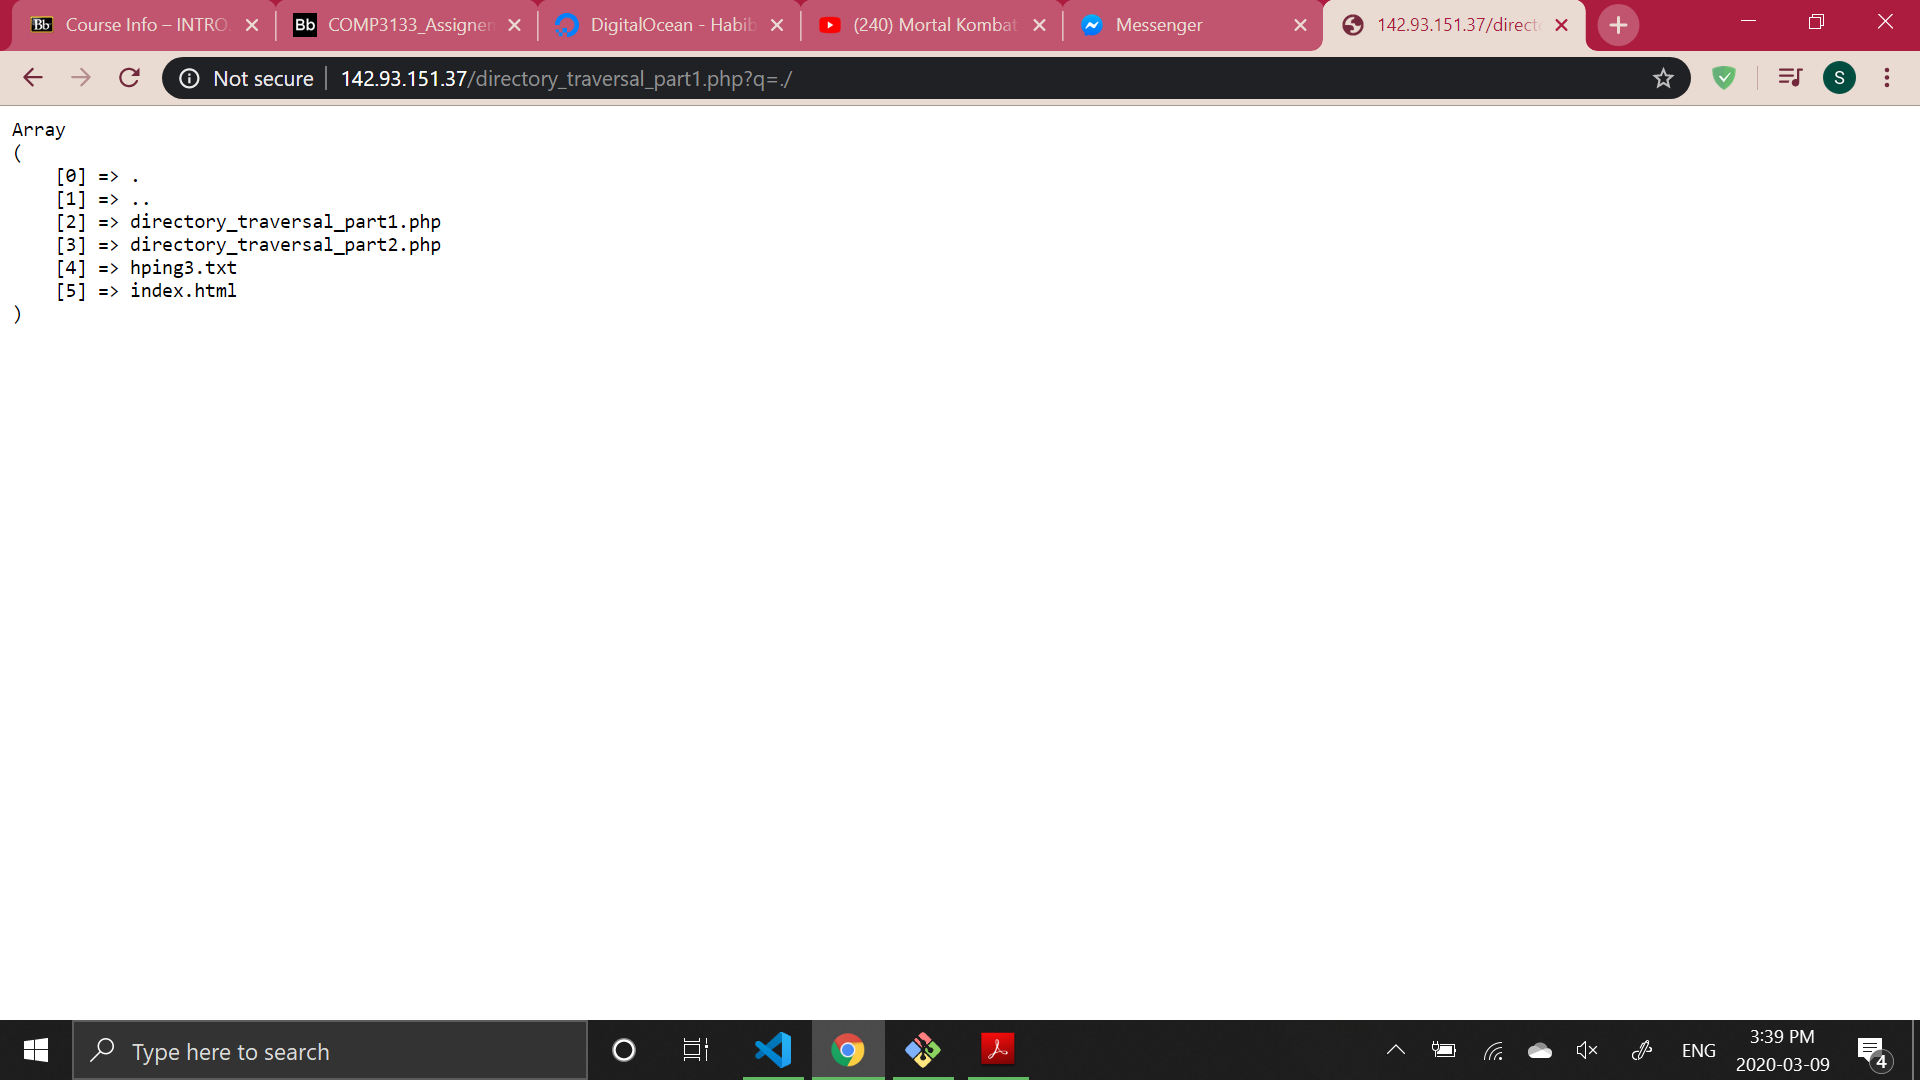 Bb Course Info – INTRO
Bb COMP3133_Assignen
DigitalOcean - Habib
(240) Mortal Kombat
Messenger
142.93.151.37/direct
Not secure 142.93.151.37/directory_traversal_part1.php?q=./
S
Array
(
    [0] => .
    [1] => ..
    [2] => directory_traversal_part1.php
    [3] => directory_traversal_part2.php
    [4] => hping3.txt
    [5] => index.html
)
Type here to search
ENG
3:39 PM
2020-03-09
4